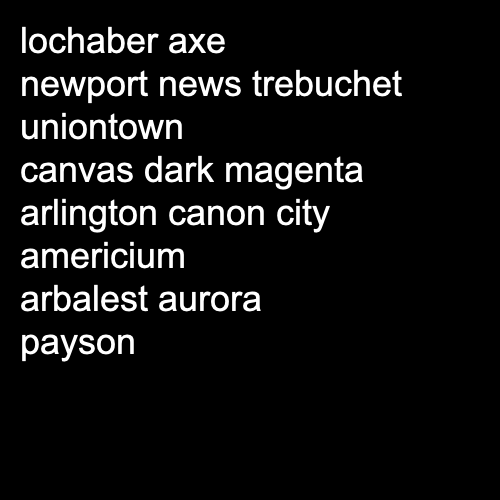 lochaber axe
newport news trebuchet
uniontown
canvas dark magenta
arlington canon city
americium
arbalest aurora
payson